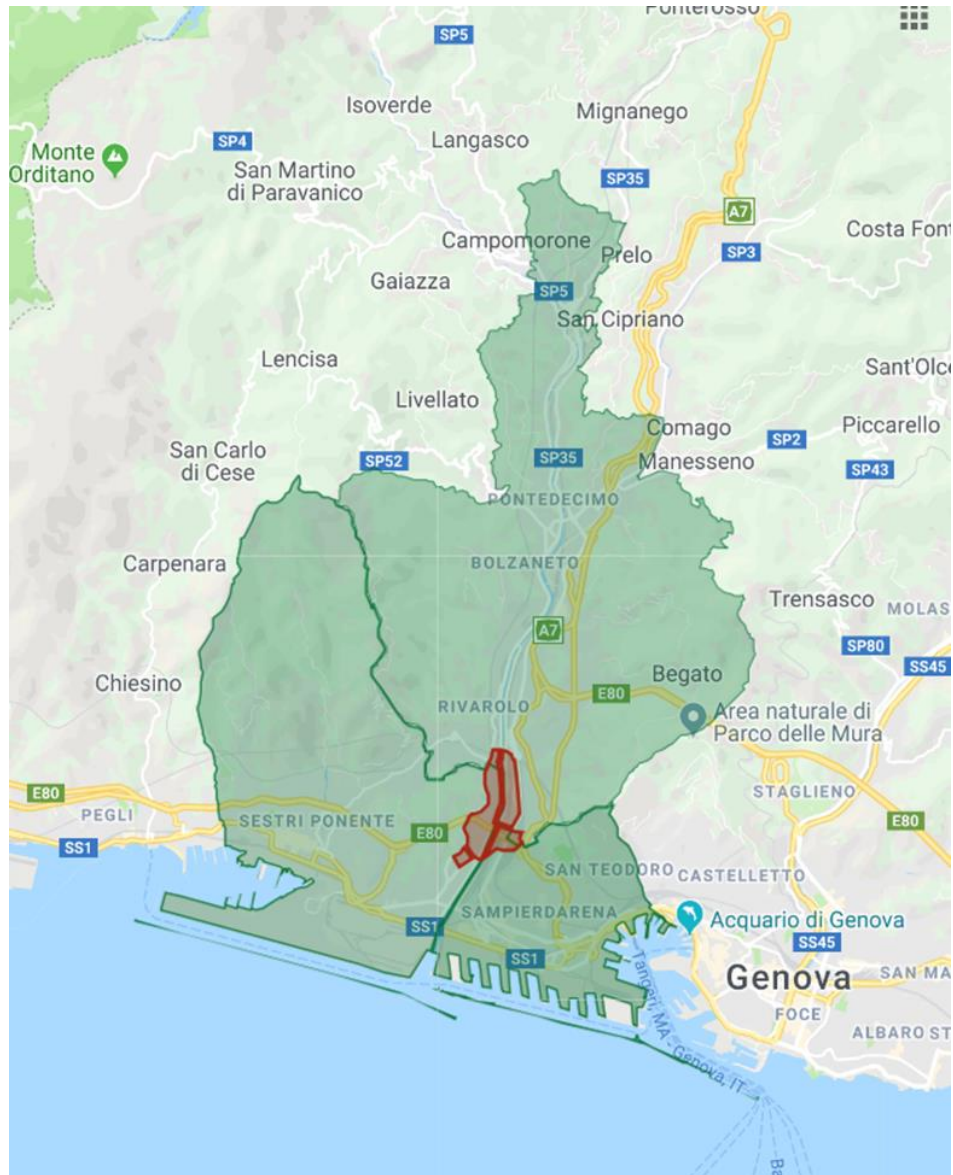 Ponterosso
SP5
Isoverde
Mignanego
Langasco
SP4
Monte
Orditano
San Martino
di Paravanico
SP35
A7
Campomorone
Prelo
SP3
Costa Font
Gaiazza
SP5
San Cipriano
Lencisa
Sant'Olce
Livellato
Comago
Piccarello
SP2
San Carlo
di Cese
SP52
SP35
Manesseno
SP43
PONTEDECIMO
Carpenara
BOLZANETO
Trensasco
MOLAS
A7
SP80
SS45
Chiesino
Begato
E80
RIVAROLO
Area naturale di
Parco delle Mura
E80
PEGLI
STAGLIENO
SESTRI PONENTE
E80
E80
SS1
SAN TEODORO
CASTELLETTO
SAMPIERDARENA
Acquario di Genova
SS1
SS45
SS1
Genova
SAN MA
FOCE
Tangeri, MA - Genova, IT
ALBARO ST
Ba